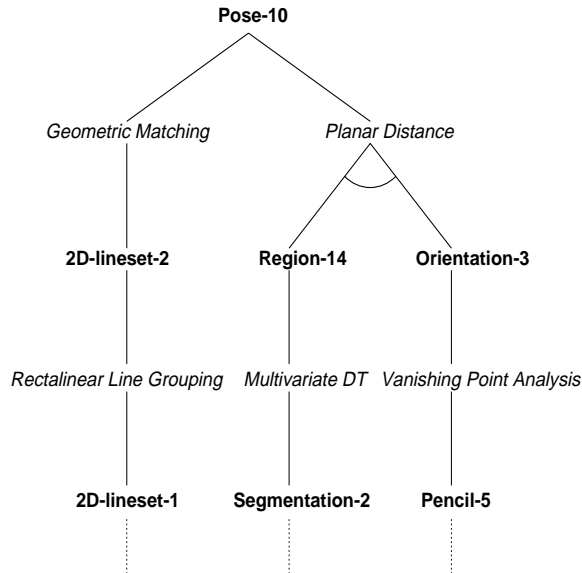 Pose-10
Geometric Matching Planar Distance
2D-lineset-2 Region-14 Orientation-3
Rectalinear Line Grouping Multivariate DT Vanishing Point Analysis
2D-lineset-1 Segmentation-2 Pencil-5